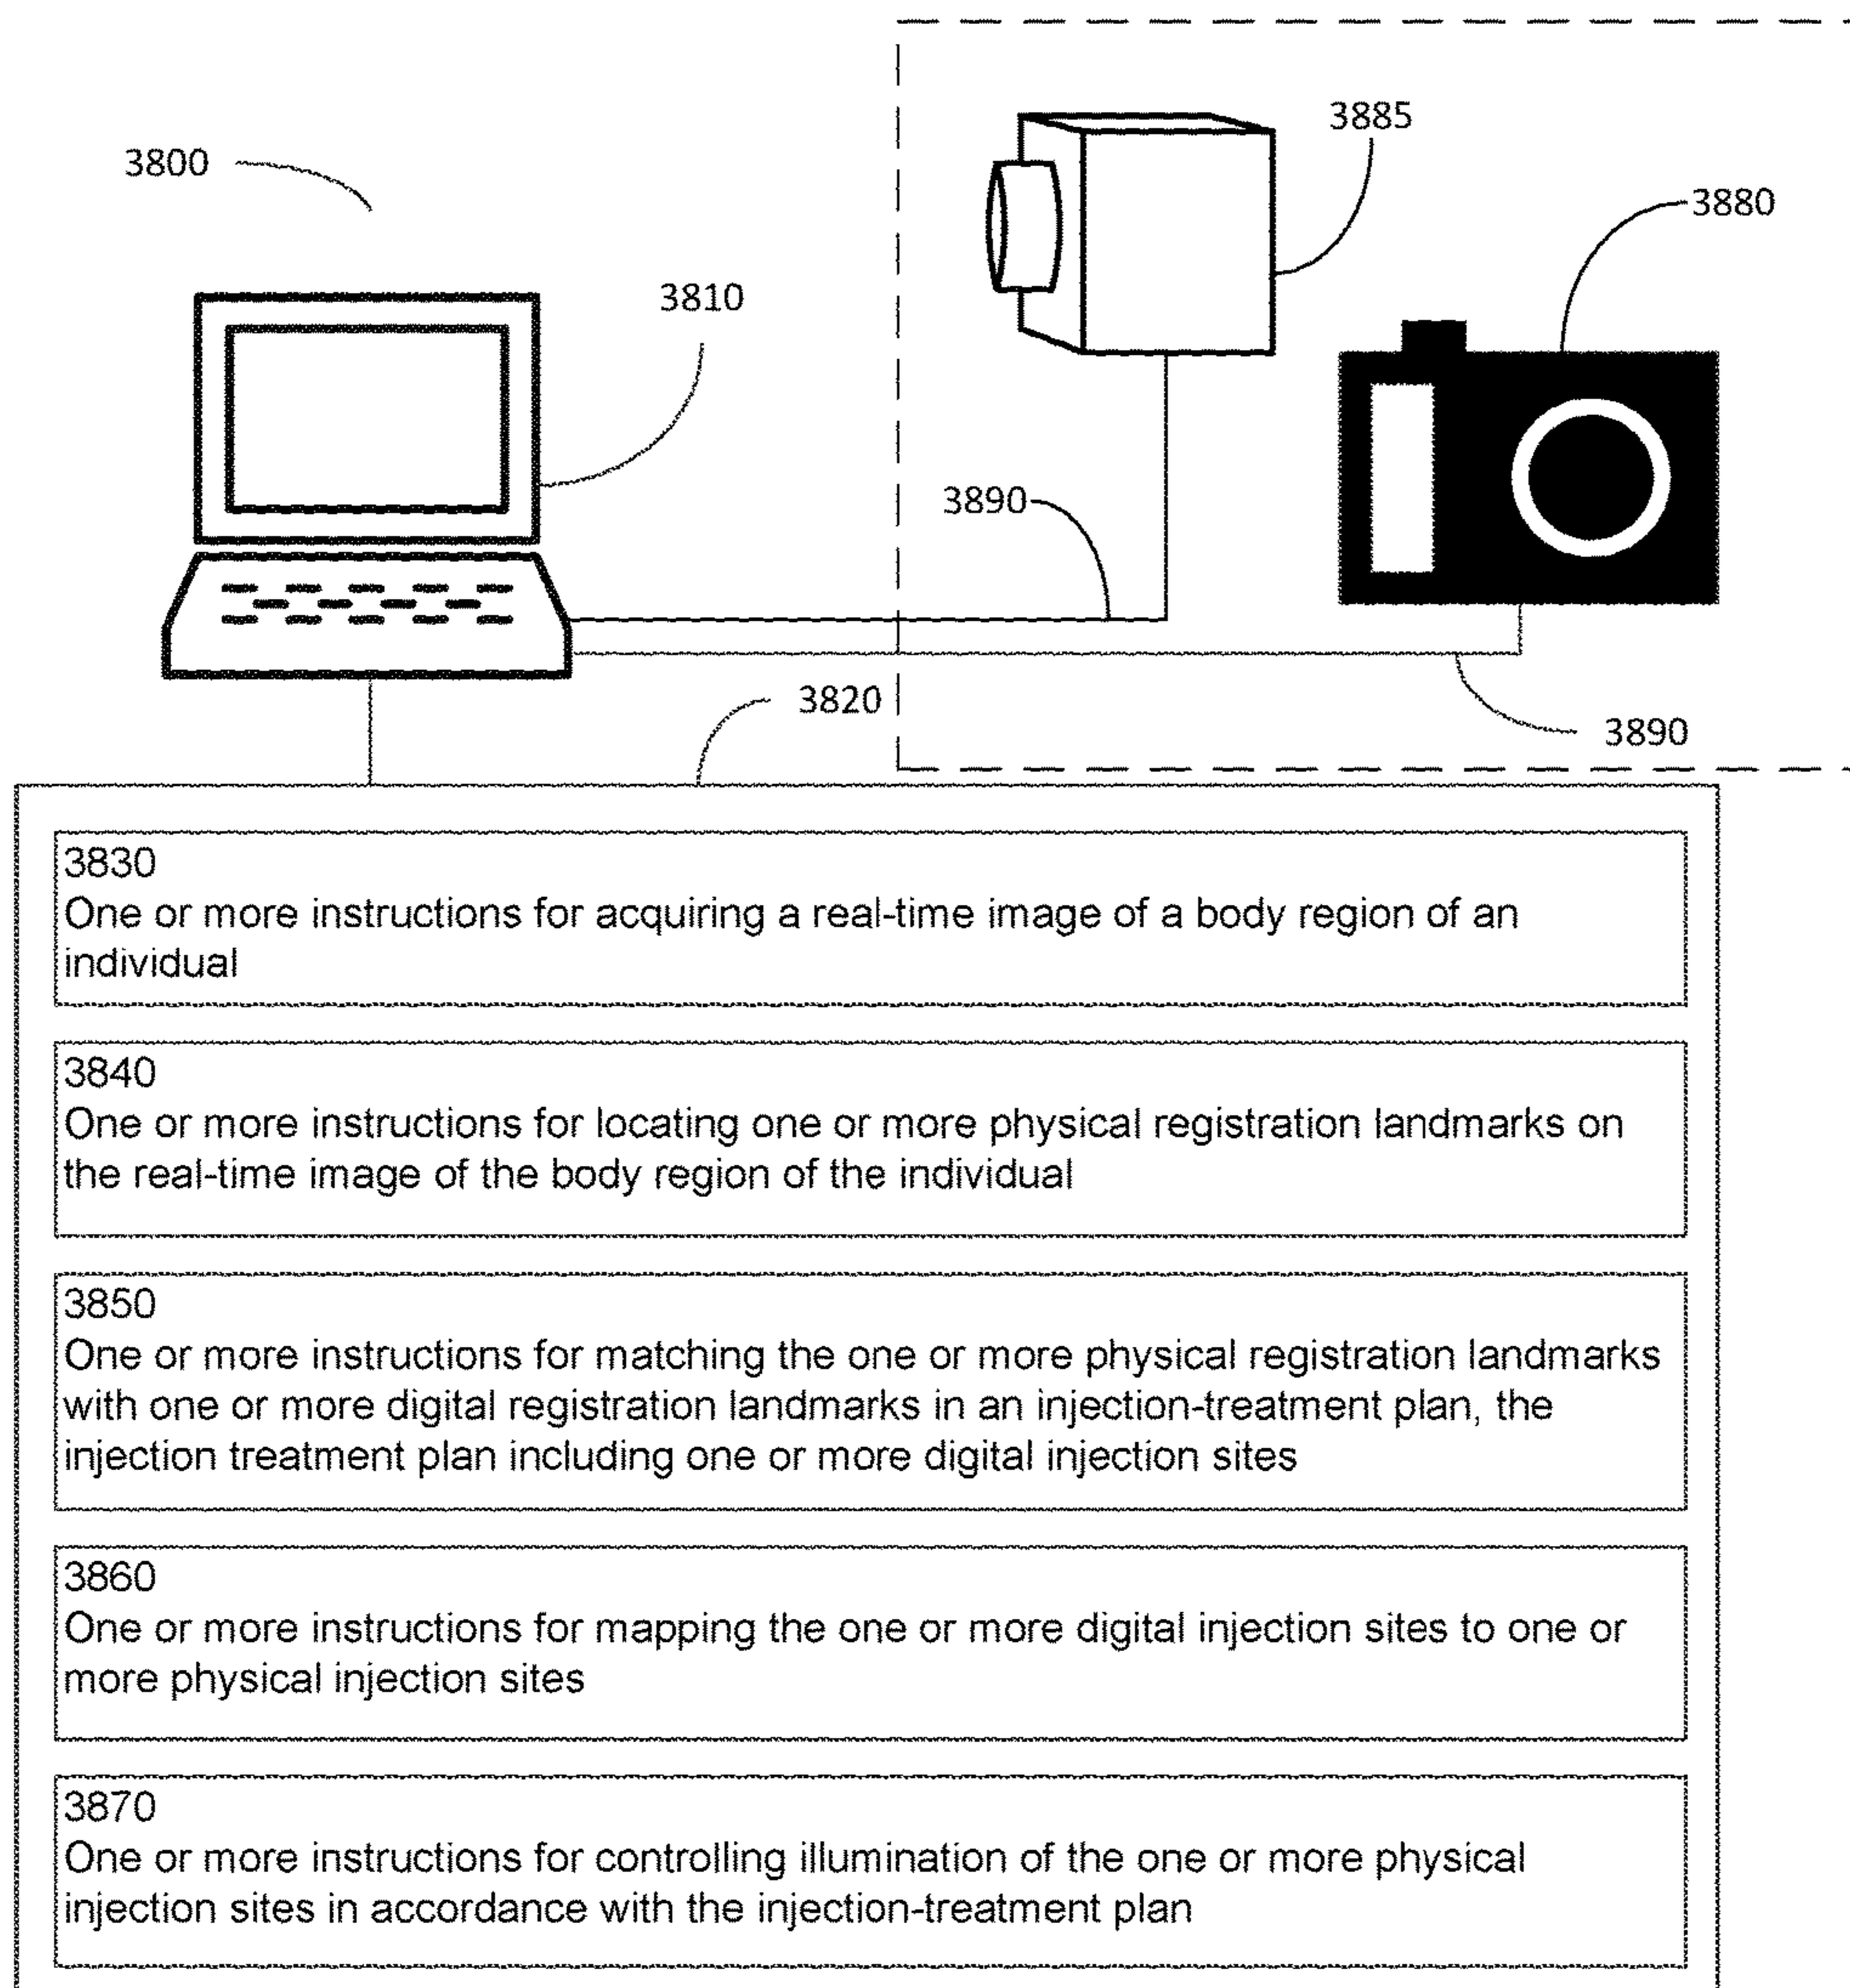 3800
3810
3885
3880
3890
3890
3820
3830
One or more instructions for acquiring a real-time image of a body region of an
individual
3840
One or more instructions for locating one or more physical registration landmarks on
the real-time image of the body region of the individual
3850
One or more instructions for matching the one or more physical registration landmarks
with one or more digital registration landmarks in an injection-treatment plan, the
injection treatment plan including one or more digital injection sites
3860
One or more instructions for mapping the one or more digital injection sites to one or
more physical injection sites
3870
One or more instructions for controlling illumination of the one or more physical
injection sites in accordance with the injection-treatment plan